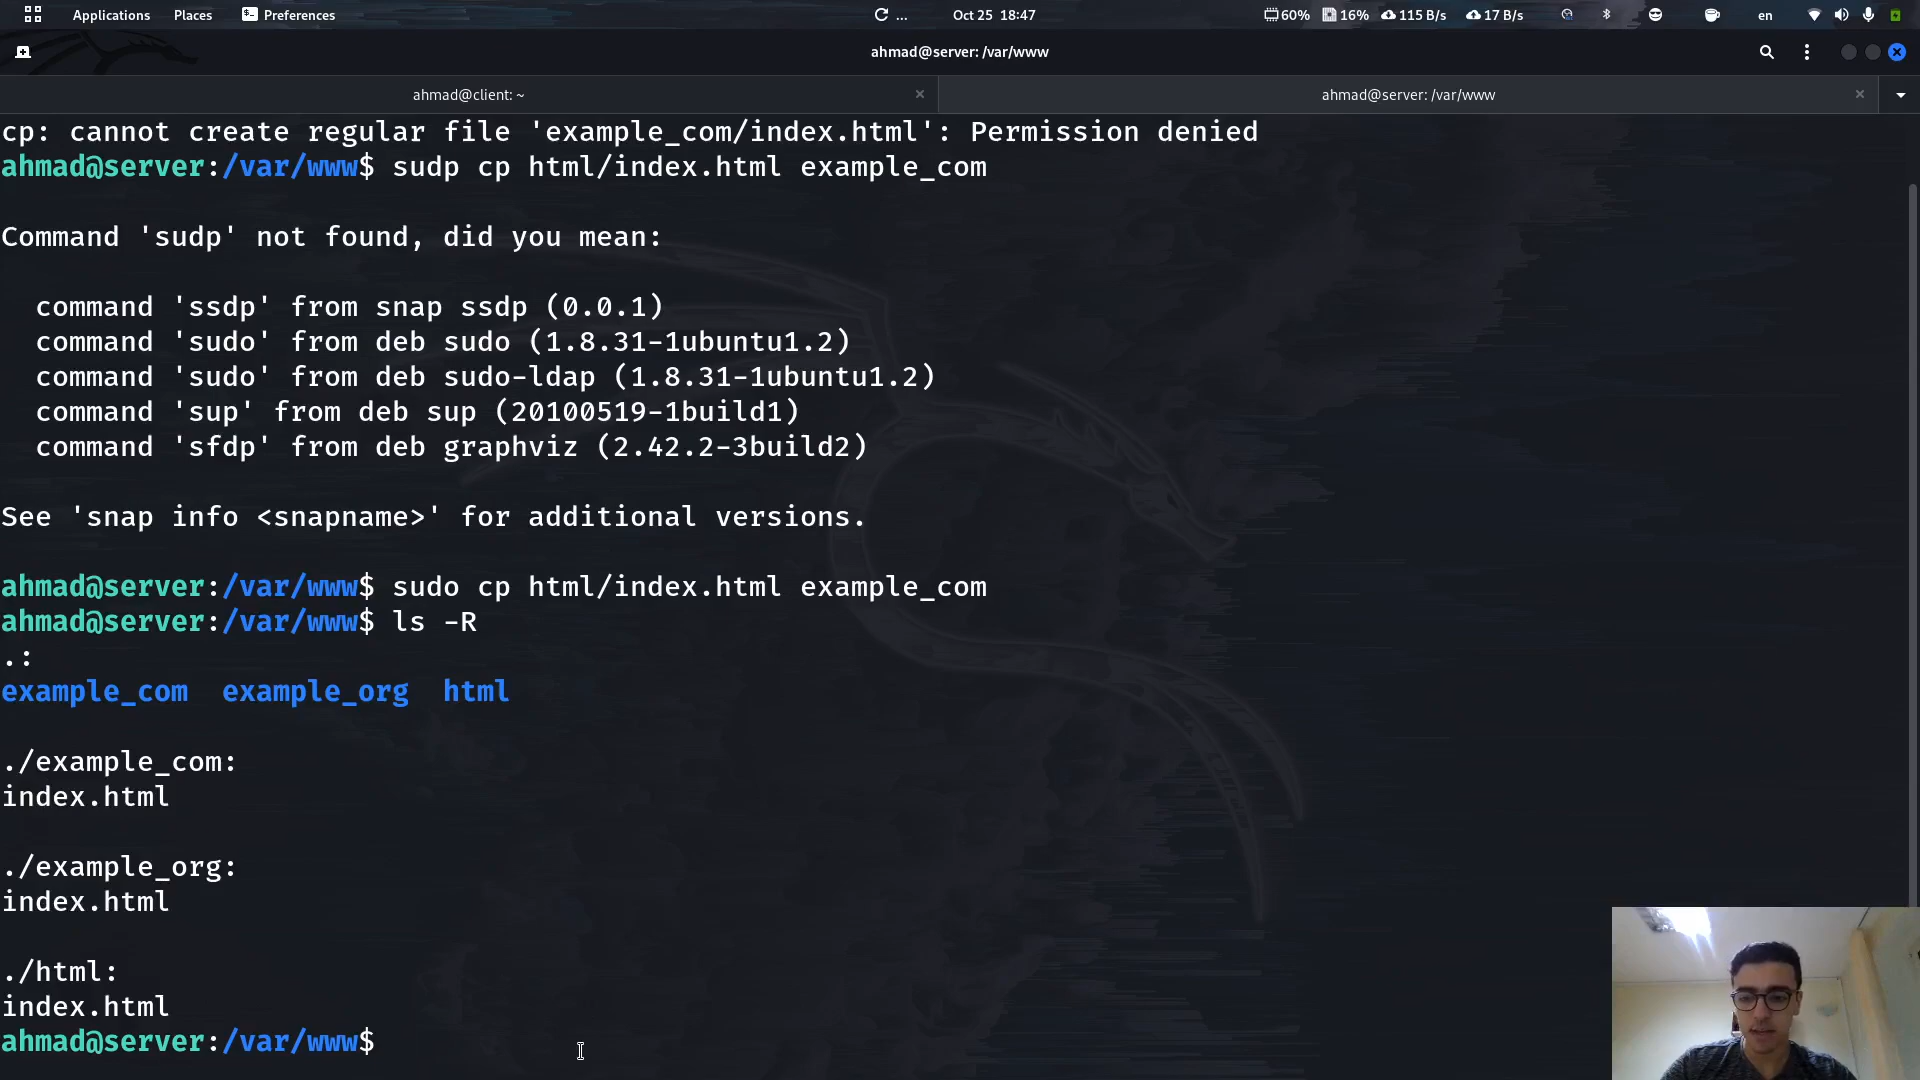 Applications Places Preferences ... Oct 25 18:47 60% 16% 115 B/s 17 B/s en
ahmad@server: /var/www
ahmad@client: ~ ahmad@server: /var/www
cp: cannot create regular file 'example_com/index.html': Permission denied
ahmad@server:/var/www$ sudp cp html/index.html example_com
Command 'sudp' not found, did you mean:
command 'ssdp' from snap ssdp (0.0.1)
command 'sudo' from deb sudo (1.8.31-1ubuntu1.2)
command 'sudo' from deb sudo-ldap (1.8.31-1ubuntu1.2)
command 'sup' from deb sup (20100519-1build1)
command 'sfdp' from deb graphviz (2.42.2-3build2)
See 'snap info <snapname>' for additional versions.
ahmad@server:/var/www$ sudo cp html/index.html example_com
ahmad@server:/var/www$ ls -R
.:
example_com example_org html
./example_com:
index.html
./example_org:
index.html
./html:
index.html
ahmad@server:/var/www$